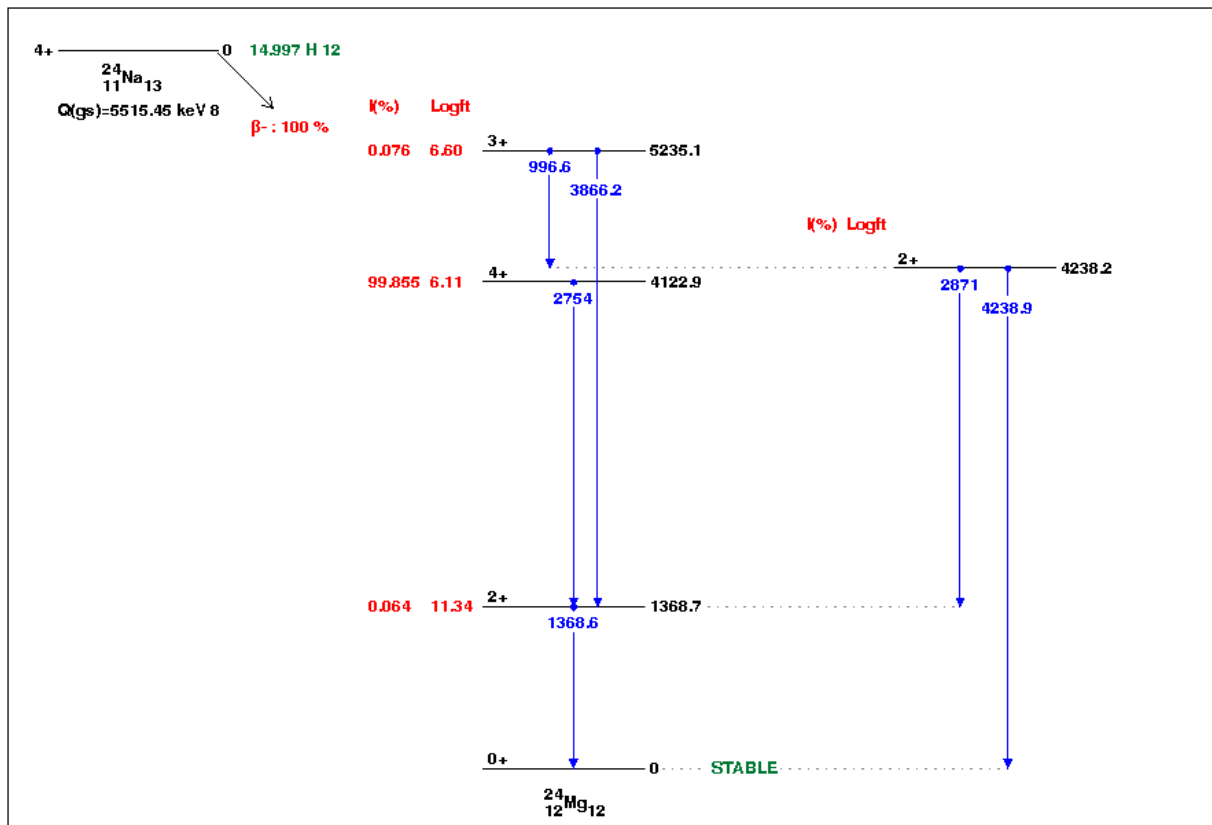 4+ 0 14.997 H 12
24
11Na13
Q(gs)=5515.45 keV 8
β- : 100 %
I(%) Logft
0.076 6.60 3+ 5235.1
996.6
3866.2
I(%) Logft
2+ 4238.2
99.855 6.11 4+ 4122.9
2754
2871
4238.9
0.064 11.34 2+ 1368.7
1368.6
0+ 0 STABLE
24
12Mg12